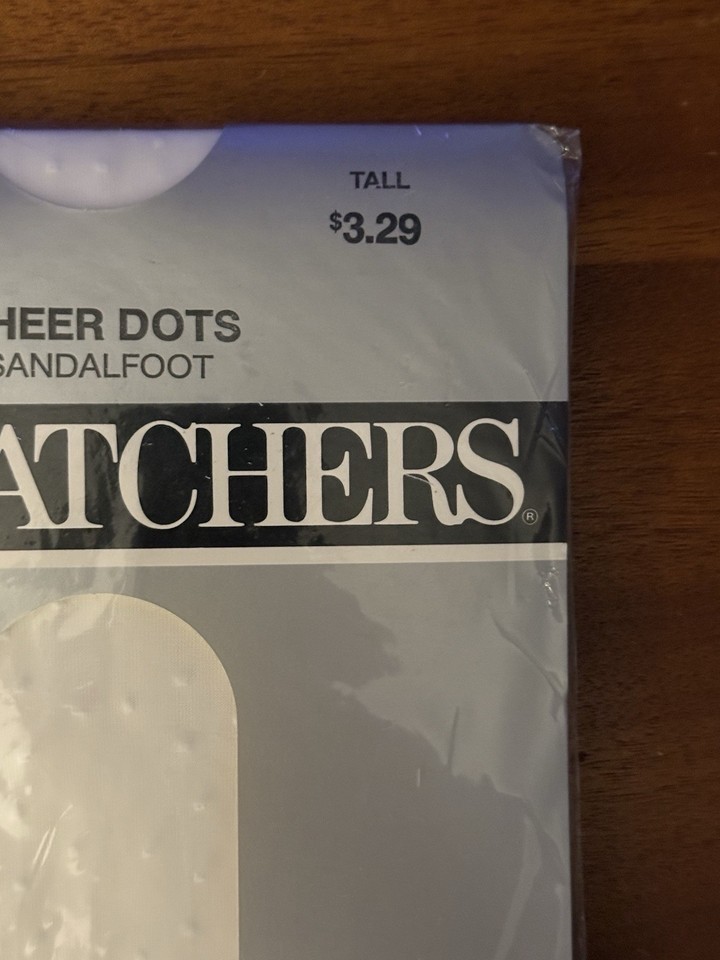 TALL
$3.29
HEER DOTS
SANDALFOOT
ATCHERS®